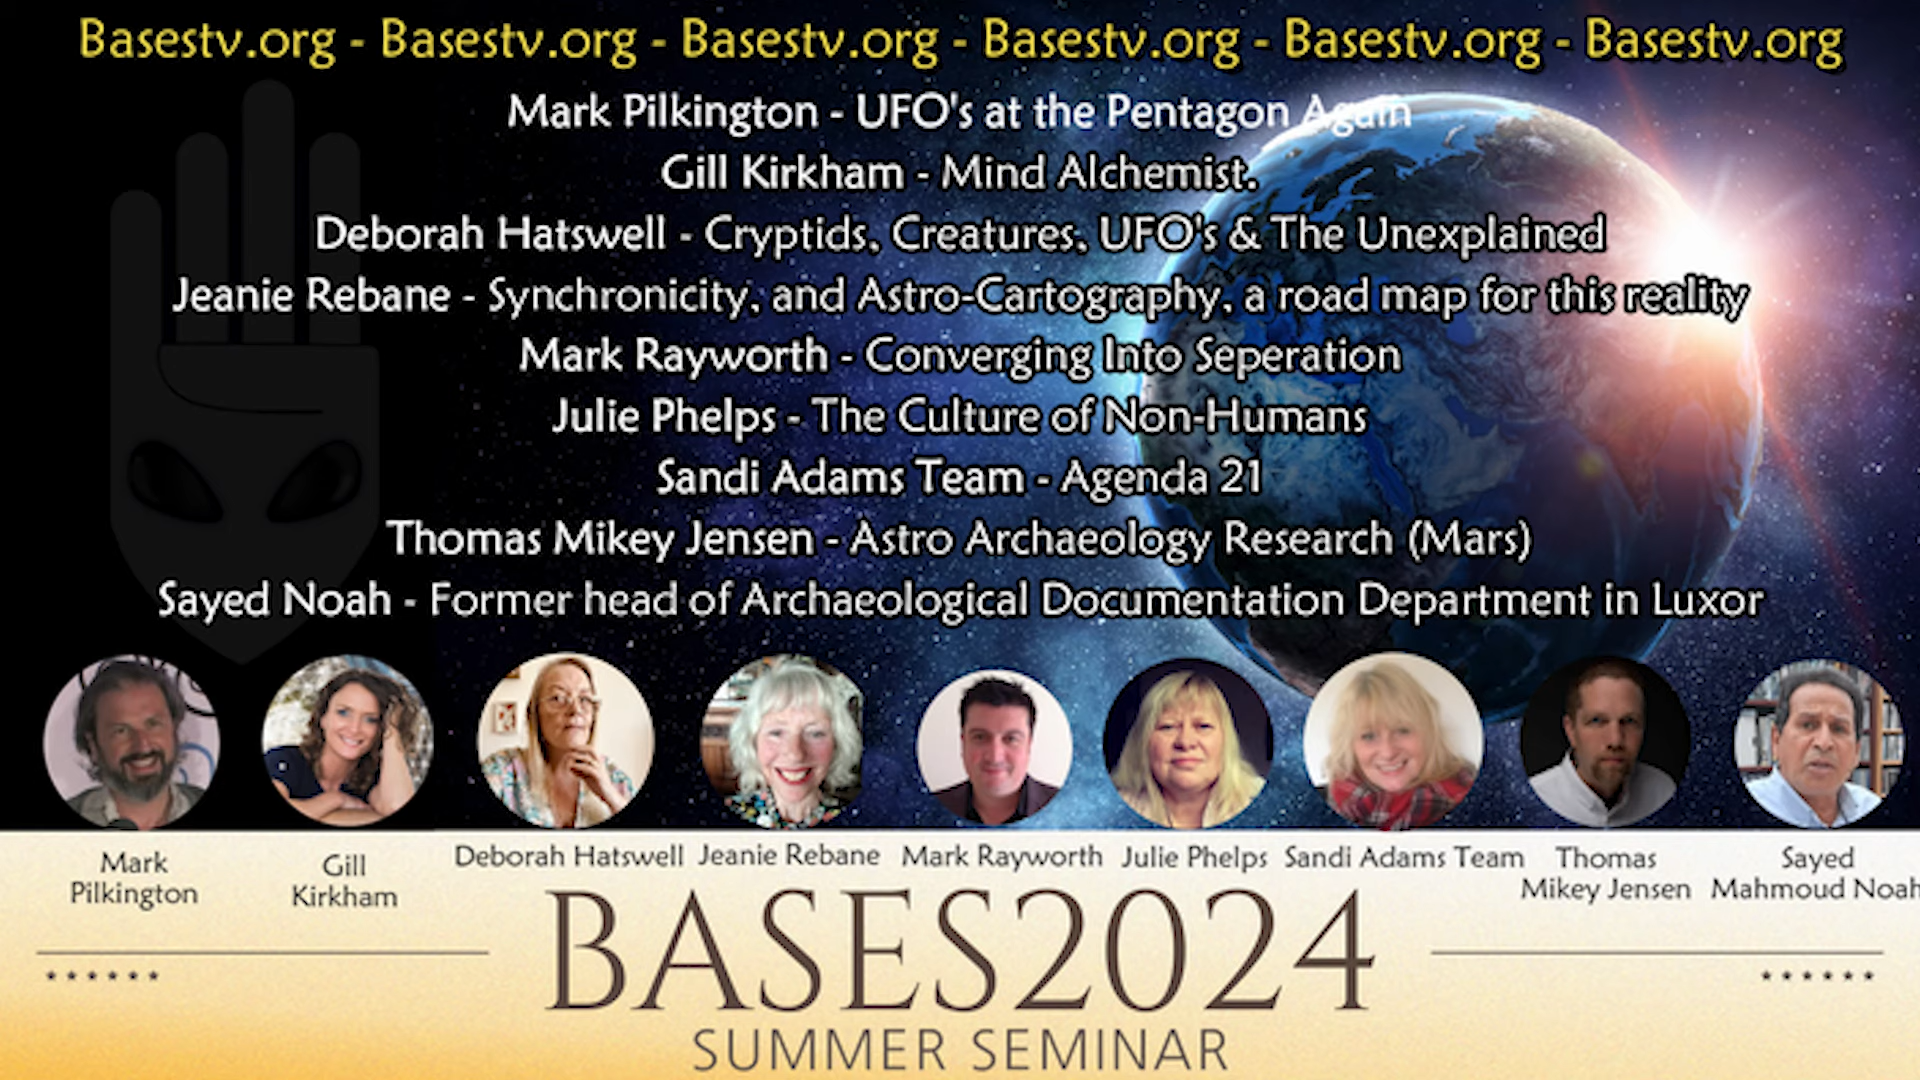 Basestv.org - Basestv.org - Basestv.org - Basestv.org - Basestv.org - Basestv.org
Mark Pilkington - UFO's at the Pentagon Again
Gill Kirkham - Mind Alchemist.
Deborah Hatswell - Cryptids, Creatures, UFO's & The Unexplained
Jeanie Rebane - Synchronicity, and Astro-Cartography, a road map for this reality
Mark Rayworth - Converging Into Seperation
Julie Phelps - The Culture of Non-Humans
Sandi Adams Team - Agenda 21
Thomas Mikey Jensen - Astro Archaeology Research (Mars)
Sayed Noah - Former head of Archaeological Documentation Department in Luxor
Mark
Pilkington
Gill
Kirkham
Deborah Hatswell
Jeanie Rebane
Mark Rayworth
Julie Phelps
Sandi Adams Team
Thomas
Mikey Jensen
Sayed
Mahmoud Noah
BASES2024
SUMMER SEMINAR